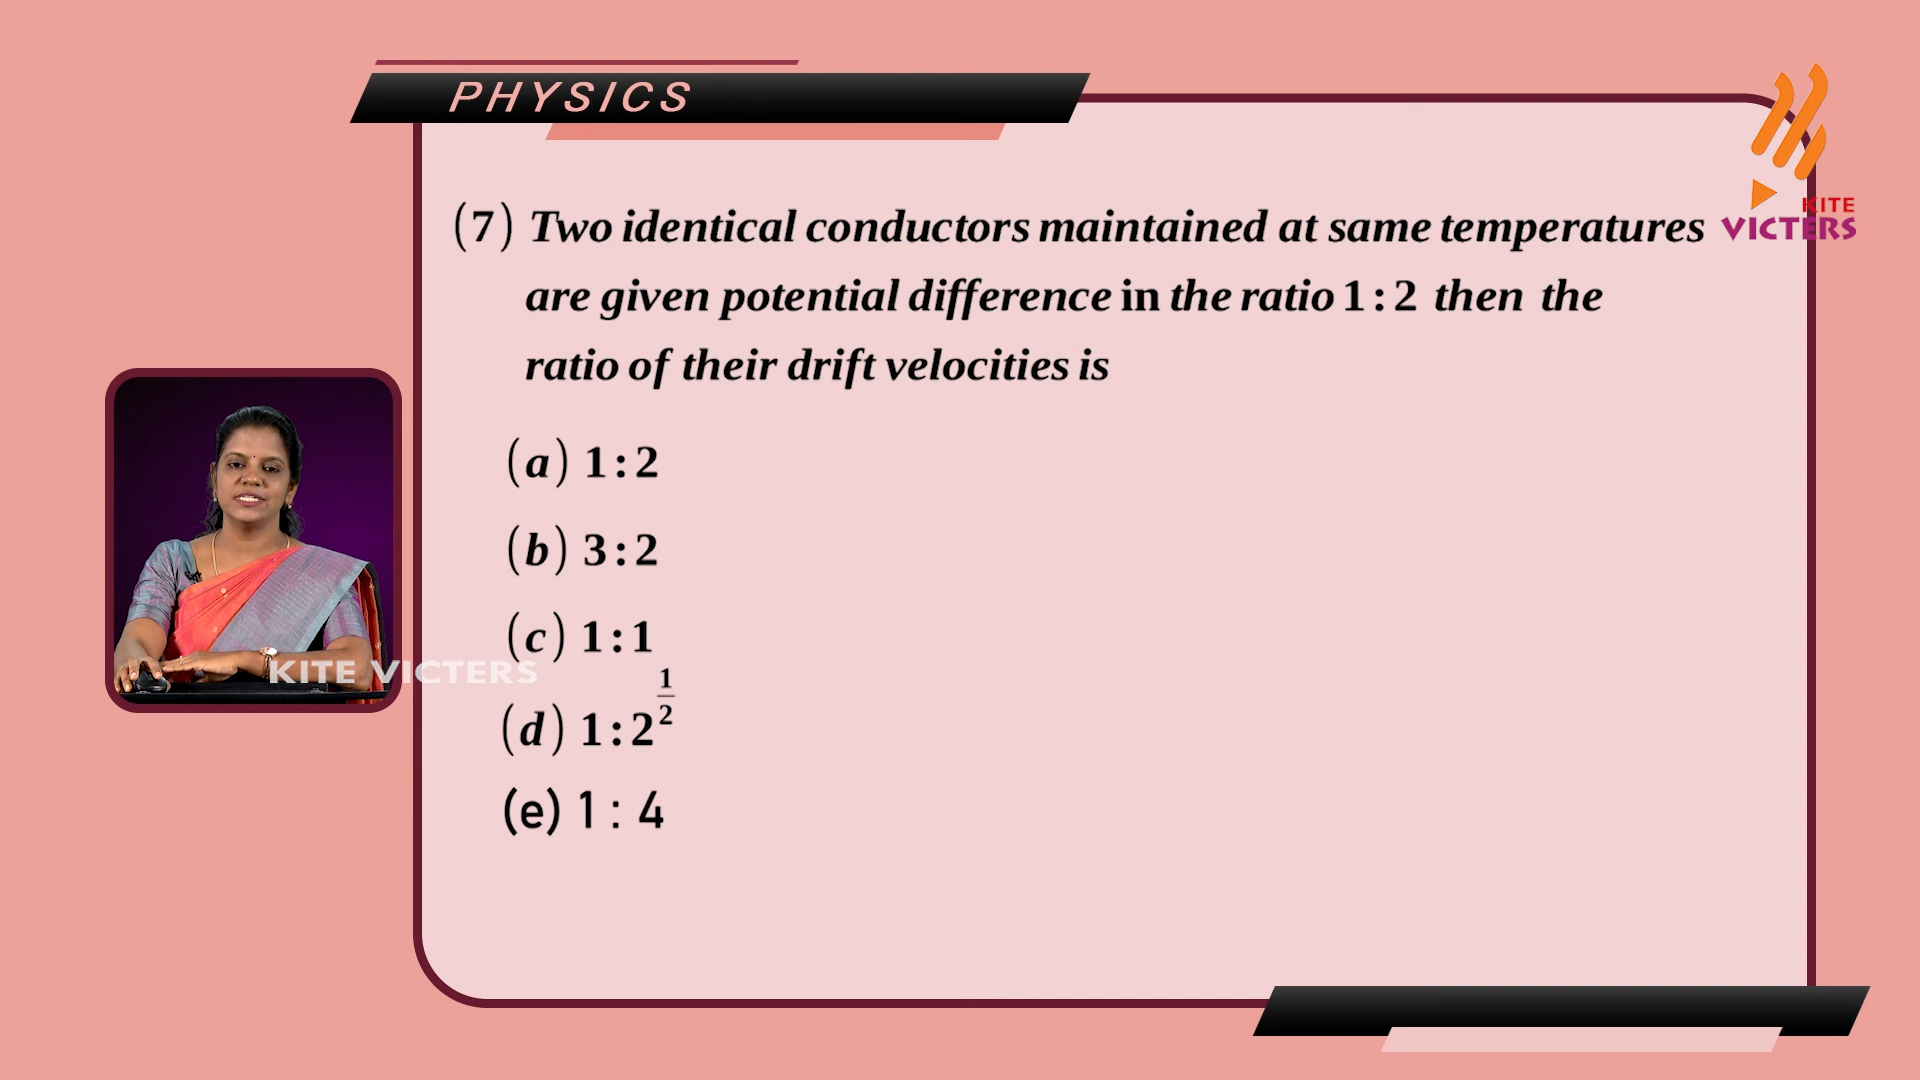 PHYSICS
KITE
VICTERS
(7) Two identical conductors maintained at same temperatures
are given potential difference in the ratio 1 : 2 then the
ratio of their drift velocities is
(a) 1 : 2
(b) 3 : 2
(c) 1 : 1
KITE VICTERS
(d) 1 : 2^(1/2)
(e) 1 : 4